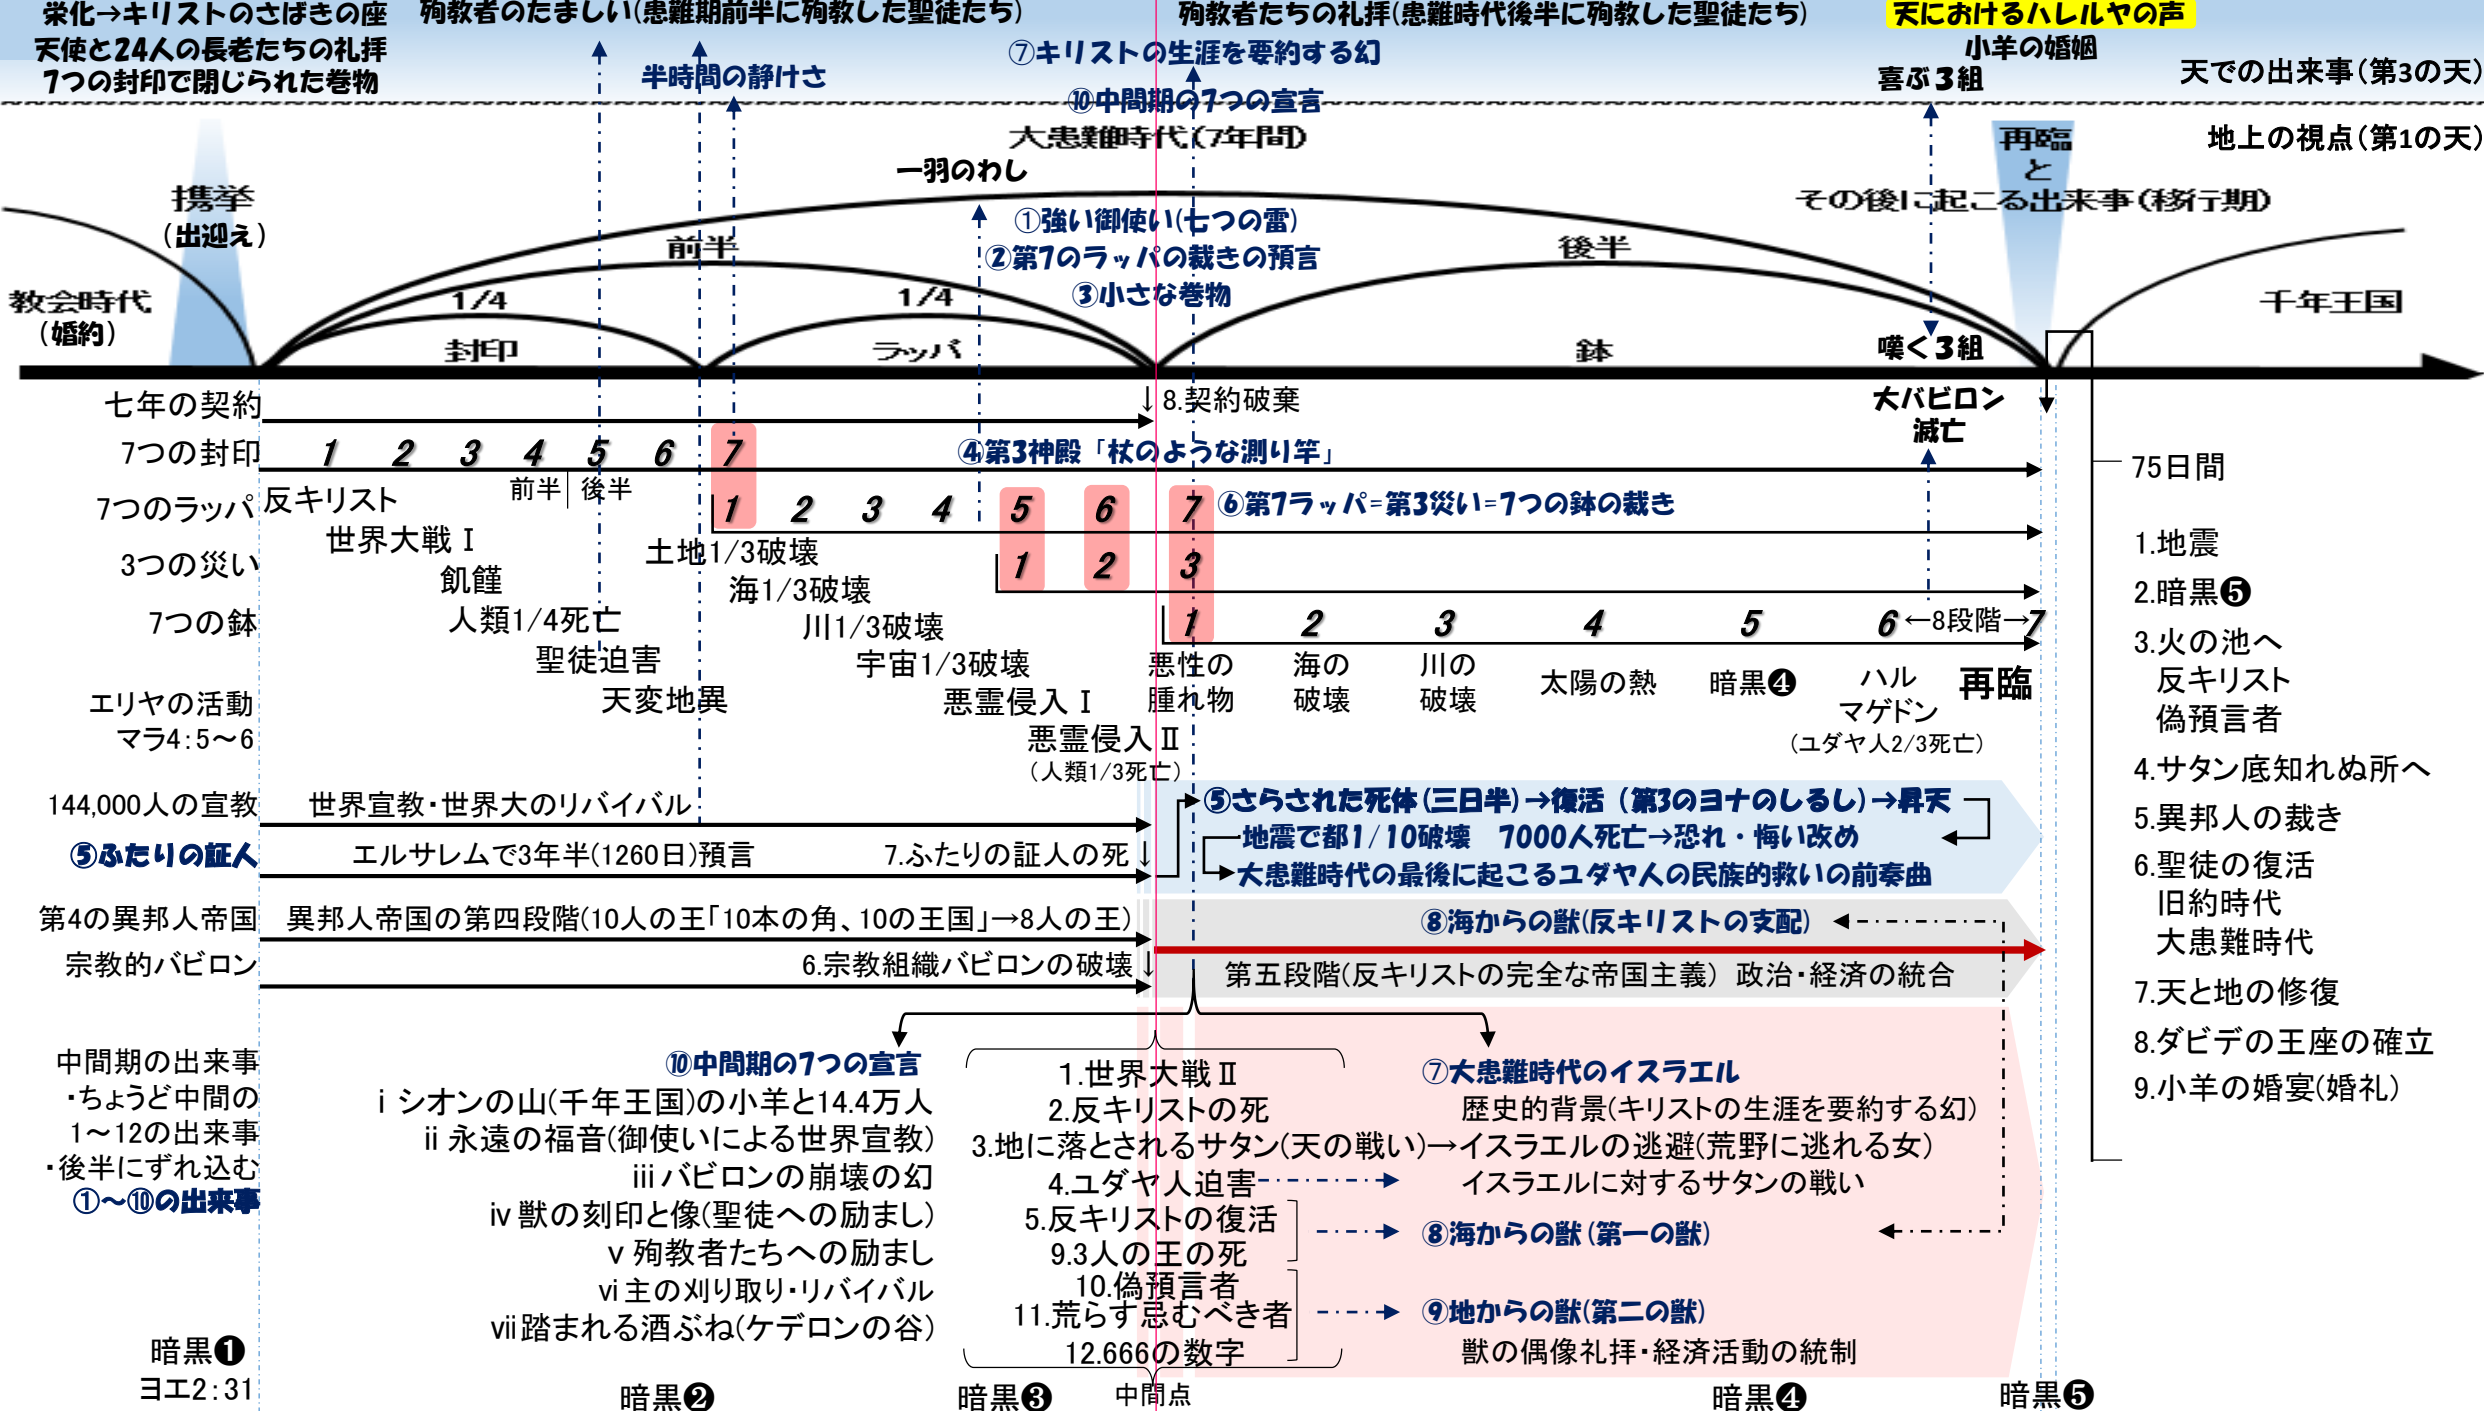 栄化→キリストのさばきの座
天使と24人の長老たちの礼拝
7つの封印で閉じられた巻物
殉教者のたましい(患難期前半に殉教した聖徒たち)
半時間の静けさ
殉教者たちの礼拝(患難時代後半に殉教した聖徒たち)
⑦キリストの生涯を要約する幻
⑩中間期の7つの宣言
天におけるハレルヤの声
小羊の婚姻
喜ぶ３組
天での出来事(第3の天)
地上の視点(第1の天)
大患難時代(7年間)
一羽のわし
携挙
(出迎え)
再臨
と
その後に起こる出来事(移行期)
①強い御使い(七つの雷)
②第7のラッパの裁きの預言
③小さな巻物
前半
後半
教会時代
(婚約)
1/4
1/4
千年王国
封印
ラッパ
鉢
嘆く３組
七年の契約
↓8.契約破棄
大バビロン
滅亡
7つの封印
1 2 3 4 5 6 7
④第3神殿「杖のような測り竿」
前半 後半
7つのラッパ
1 2 3 4 5 6 7
⑥第7ラッパ=第3災い=7つの鉢の裁き
反キリスト
世界大戦Ⅰ
飢饉
人類1/4死亡
聖徒迫害
天変地異
土地1/3破壊
海1/3破壊
川1/3破壊
宇宙1/3破壊
悪霊侵入Ⅰ
悪霊侵入Ⅱ
(人類1/3死亡)
3つの災い
1 2 3
7つの鉢
1 2 3 4 5 6 ←8段階→7
悪性の
腫れ物
海の
破壊
川の
破壊
太陽の熱
暗黒❹
ハル
マゲドン
(ユダヤ人2/3死亡)
再臨
75日間
1.地震
2.暗黒❺
3.火の池へ
反キリスト
偽預言者
4.サタン底知れぬ所へ
5.異邦人の裁き
6.聖徒の復活
旧約時代
大患難時代
7.天と地の修復
8.ダビデの王座の確立
9.小羊の婚宴(婚礼)
エリヤの活動
マラ4:5～6
144,000人の宣教
世界宣教・世界大のリバイバル
⑤さらされた死体(三日半)→復活（第3のヨナのしるし)→昇天
地震で都1/10破壊　7000人死亡→恐れ・悔い改め
大患難時代の最後に起こるユダヤ人の民族的救いの前奏曲
⑤ふたりの証人
エルサレムで3年半(1260日)預言
7.ふたりの証人の死↓
第4の異邦人帝国
異邦人帝国の第四段階(10人の王「10本の角、10の王国」→8人の王)
⑧海からの獣(反キリストの支配)
宗教的バビロン
6.宗教組織バビロンの破壊↓
第五段階(反キリストの完全な帝国主義) 政治・経済の統合
中間期の出来事
・ちょうど中間の
1～12の出来事
・後半にずれ込む
①～⑩の出来事
⑩中間期の7つの宣言
ⅰシオンの山(千年王国)の小羊と14.4万人
ⅱ永遠の福音(御使いによる世界宣教)
ⅲバビロンの崩壊の幻
ⅳ獣の刻印と像(聖徒への励まし)
ⅴ殉教者たちへの励まし
ⅵ主の刈り取り・リバイバル
ⅶ踏まれる酒ぶね(ケデロンの谷)
1.世界大戦Ⅱ
2.反キリストの死
3.地に落とされるサタン(天の戦い)→イスラエルの逃避(荒野に逃れる女)
4.ユダヤ人迫害
5.反キリストの復活
9.3人の王の死
10.偽預言者
11.荒らす忌むべき者
12.666の数字
⑦大患難時代のイスラエル
歴史的背景(キリストの生涯を要約する幻)
イスラエルに対するサタンの戦い
⑧海からの獣(第一の獣)
⑨地からの獣(第二の獣)
獣の偶像礼拝・経済活動の統制
暗黒❶
ヨエ2:31
暗黒❷
暗黒❸
中間点
暗黒❹
暗黒❺